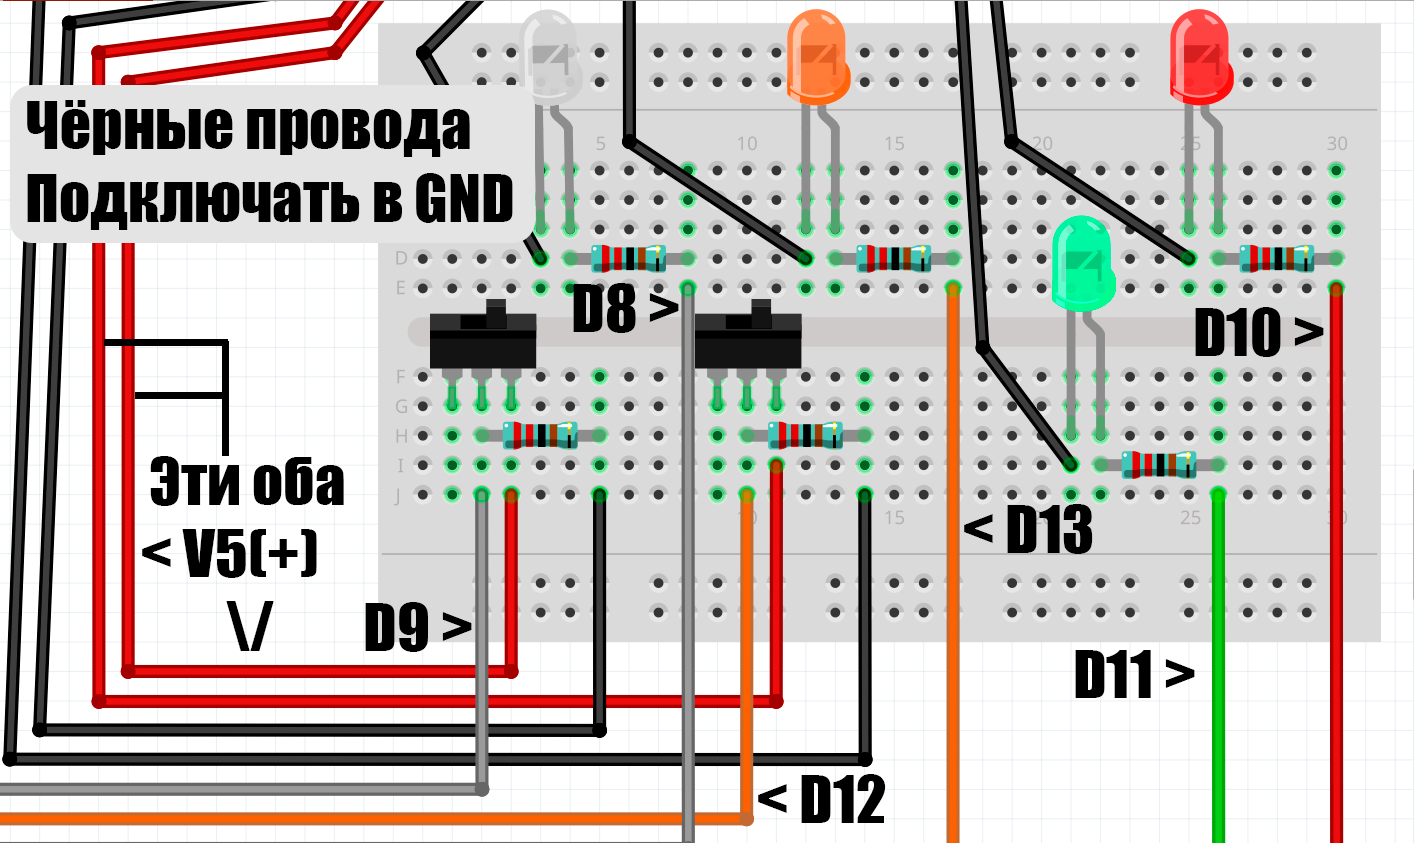 Чёрные провода
Подключать в GND
5
10
15
20
25
30
D
E
D8 >
D10 >
F
G
H
I
J
Эти оба
< V5(+)
\/
10
15
20
25
30
< D13
D9 >
D11 >
< D12